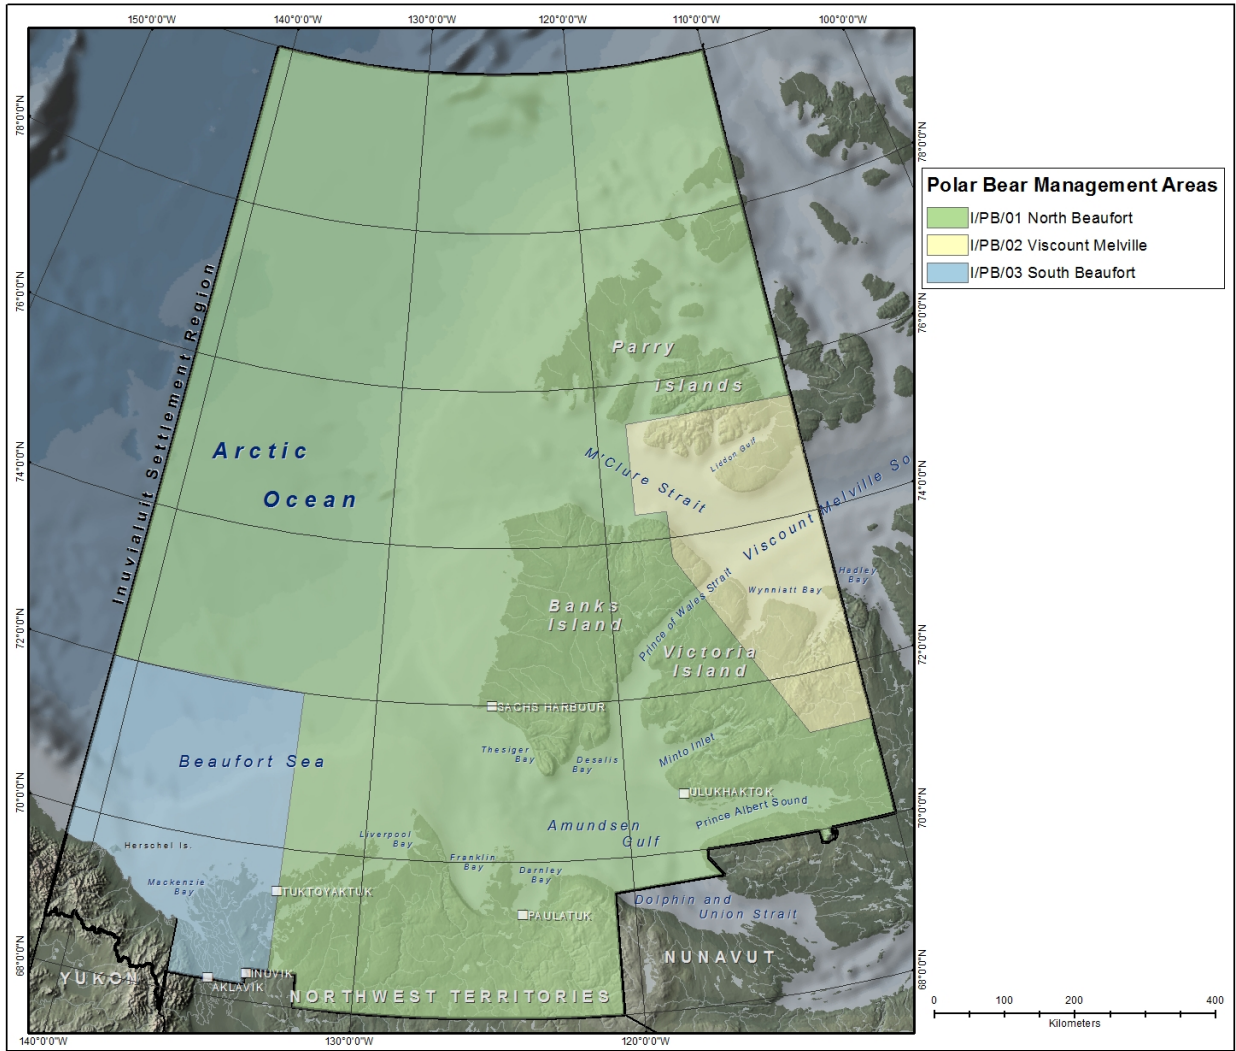 150°0'0"W
140°0'0"W
130°0'0"W
120°0'0"W
110°0'0"W
100°0'0"W
78°0'0"N
76°0'0"N
74°0'0"N
72°0'0"N
70°0'0"N
68°0'0"N
78°0'0"N
76°0'0"N
74°0'0"N
72°0'0"N
70°0'0"N
68°0'0"N
Polar Bear Management Areas
I/PB/01 North Beaufort
I/PB/02 Viscount Melville
I/PB/03 South Beaufort
Inuvialuit Settlement Region
Parry
Islands
Arctic
Ocean
M'Clure Strait
Liddon Gulf
Viscount Melville So
Hadley
Bay
Wynniatt Bay
Prince of Wales Strait
Banks
Island
Victoria
Island
SACHS HARBOUR
Thesiger
Bay
Desalis
Bay
Minto Inlet
ULUKHAKTOK
Prince Albert Sound
Beaufort Sea
Amundsen
Gulf
Liverpool
Bay
Franklin
Bay
Darnley
Bay
Herschel Is.
Mackenzie
Bay
TUKTOYAKTUK
PAULATUK
Dolphin and
Union Strait
NUNAVUT
YUKON
INUVIK
AKLAVIK
NORTHWEST TERRITORIES
0 100 200 400
Kilometers
140°0'0"W
130°0'0"W
120°0'0"W